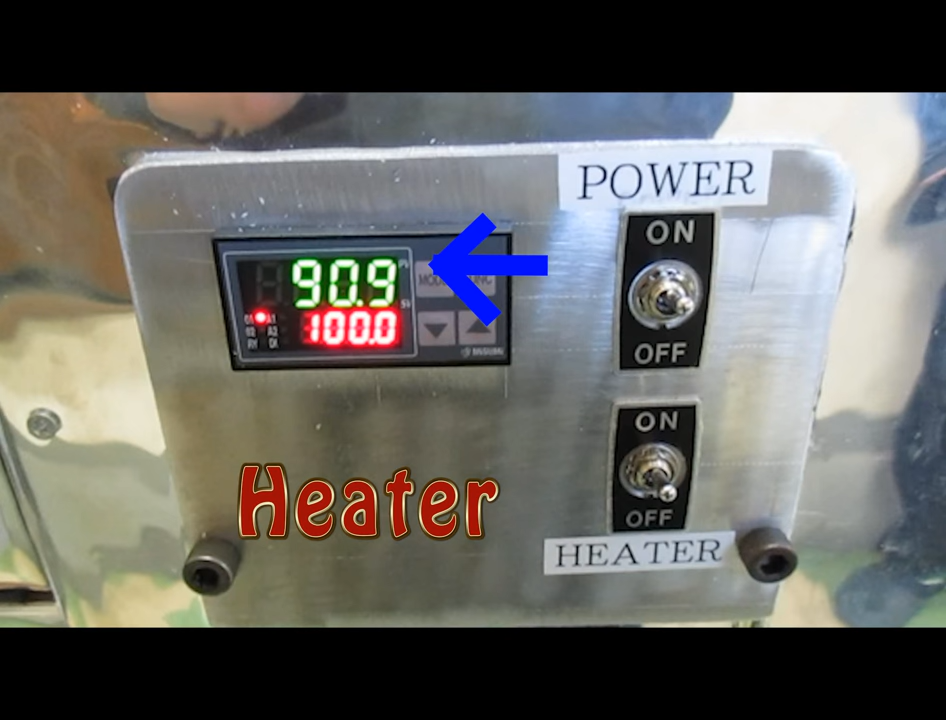 POWER
ON
OFF
90.9
100.0
ON
OFF
HEATER
Heater